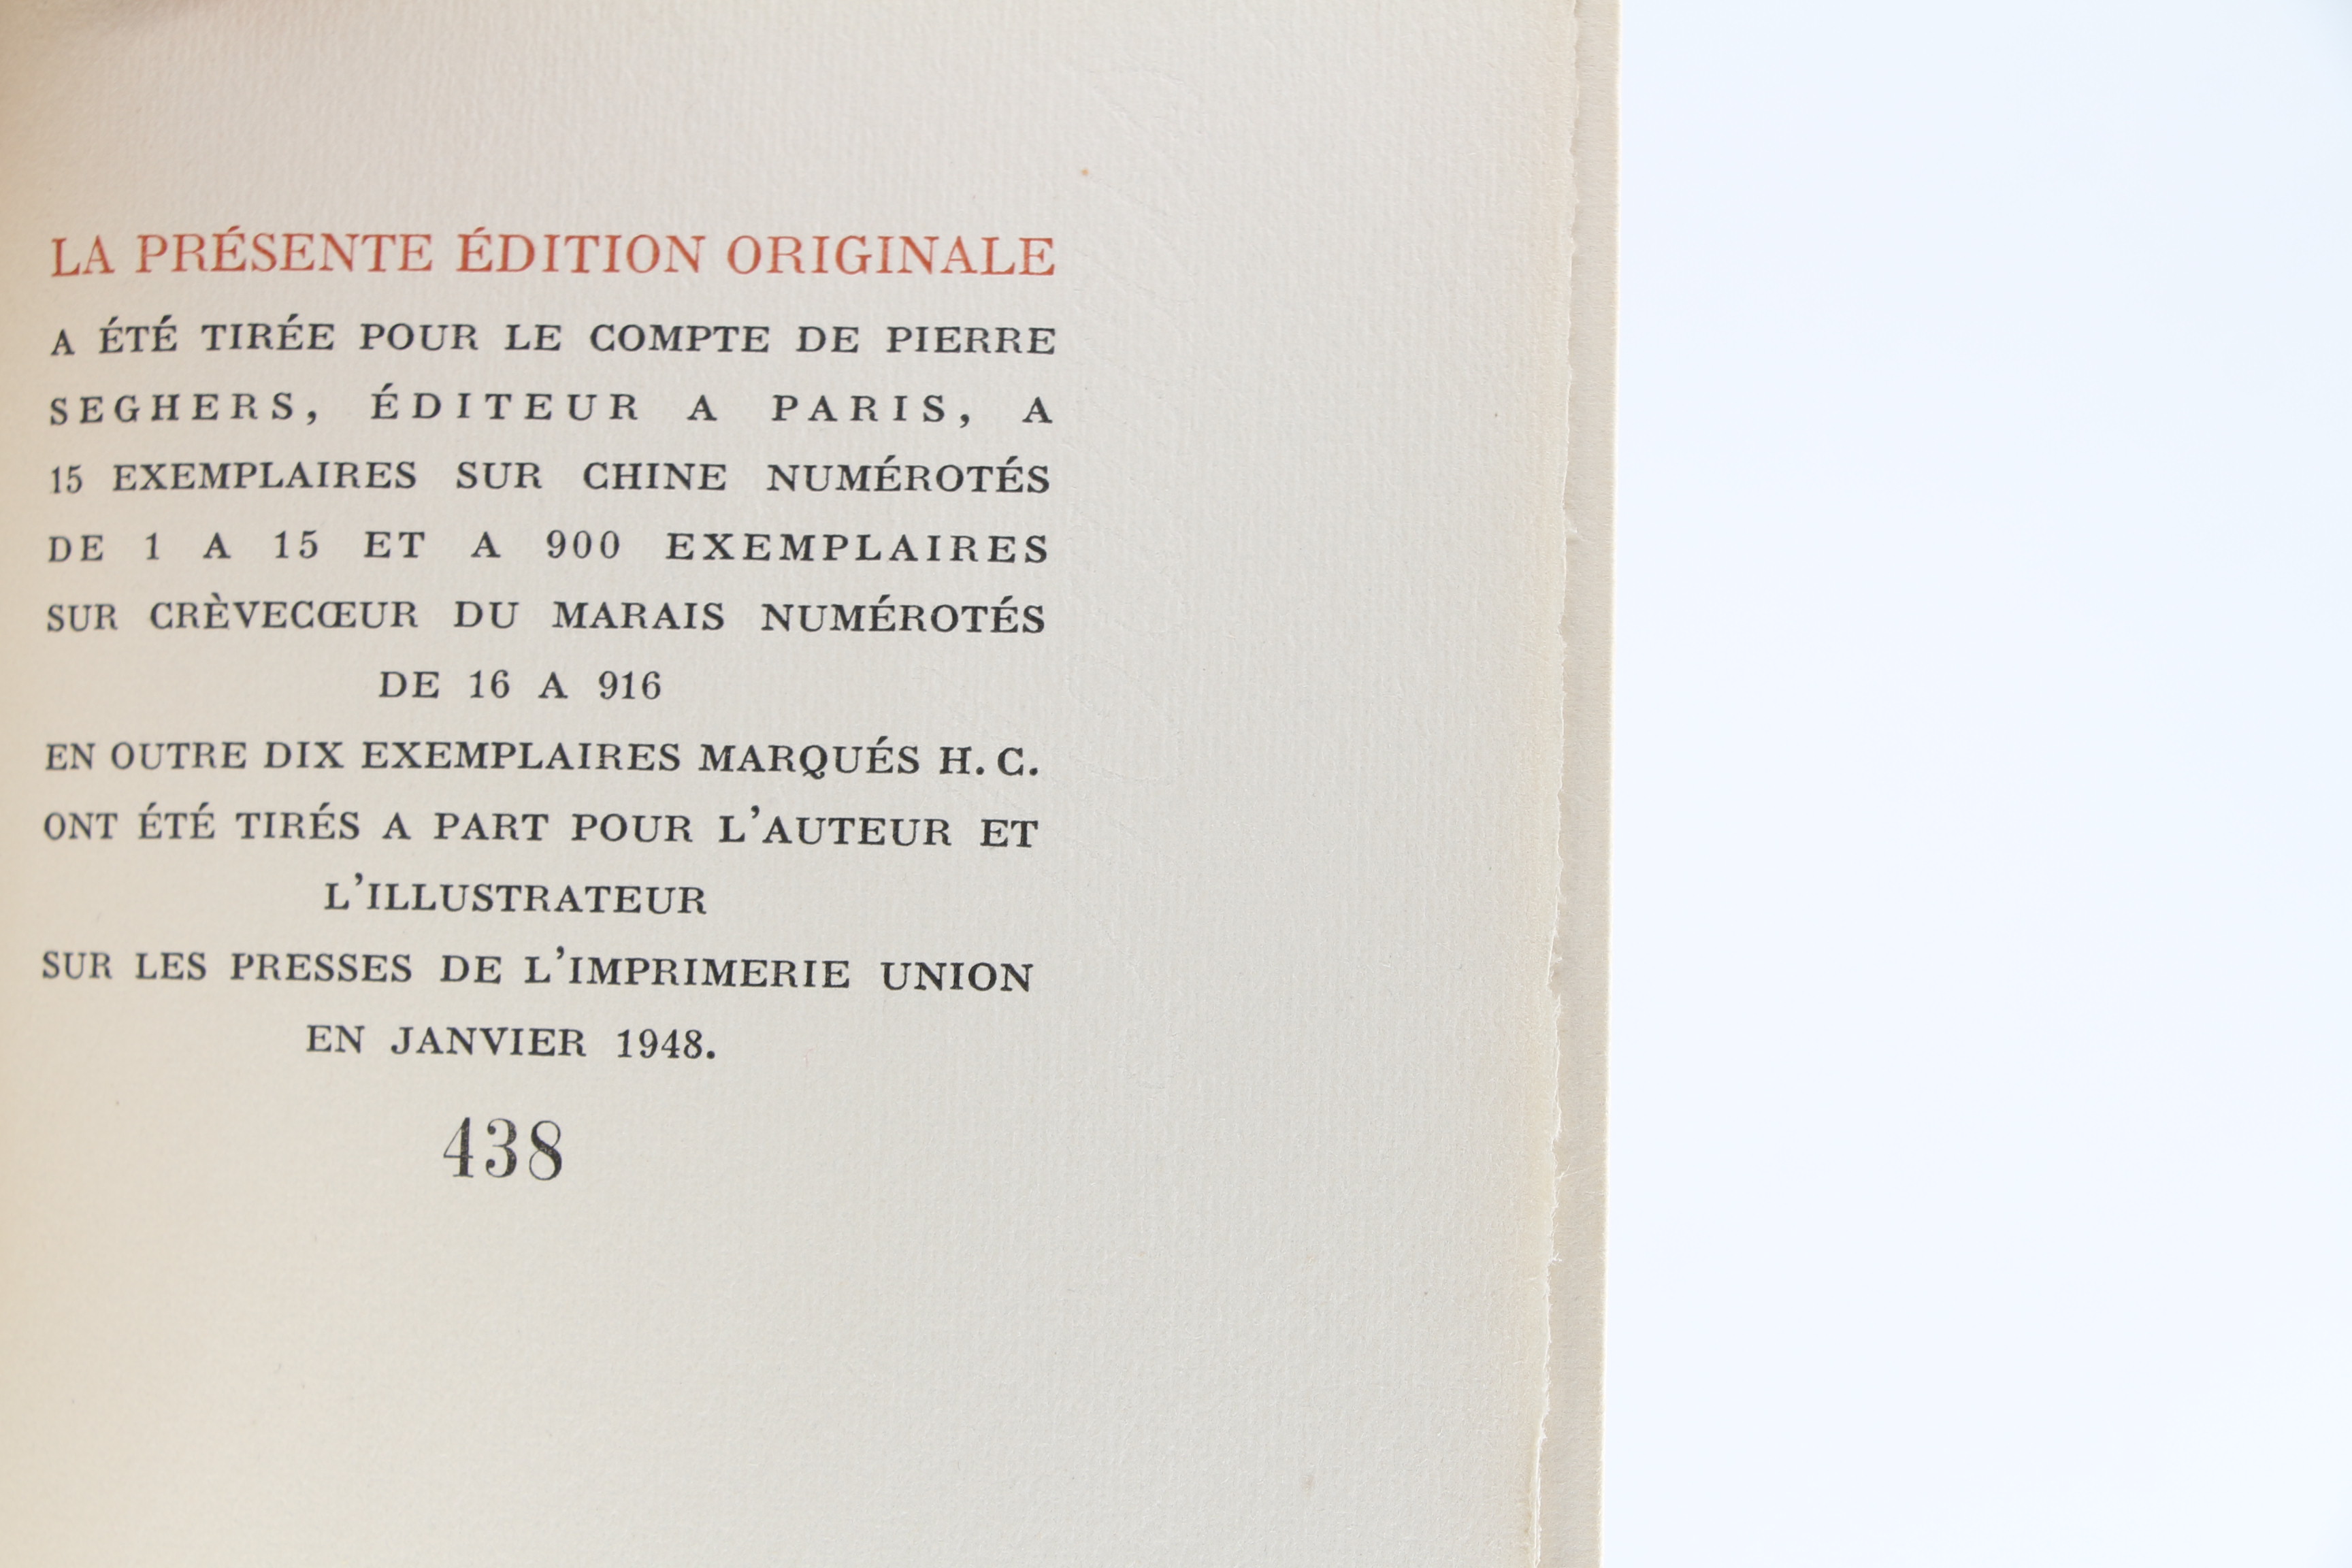 LA PRÉSENTE ÉDITION ORIGINALE
A ÉTÉ TIRÉE POUR LE COMPTE DE PIERRE
SEGHERS, ÉDITEUR A PARIS, A
15 EXEMPLAIRES SUR CHINE NUMÉROTÉS
DE 1 A 15 ET A 900 EXEMPLAIRES
SUR CRÈVECŒUR DU MARAIS NUMÉROTÉS
DE 16 A 916
EN OUTRE DIX EXEMPLAIRES MARQUÉS H. C.
ONT ÉTÉ TIRÉS A PART POUR L'AUTEUR ET
L'ILLUSTRATEUR
SUR LES PRESSES DE L'IMPRIMERIE UNION
EN JANVIER 1948.
438